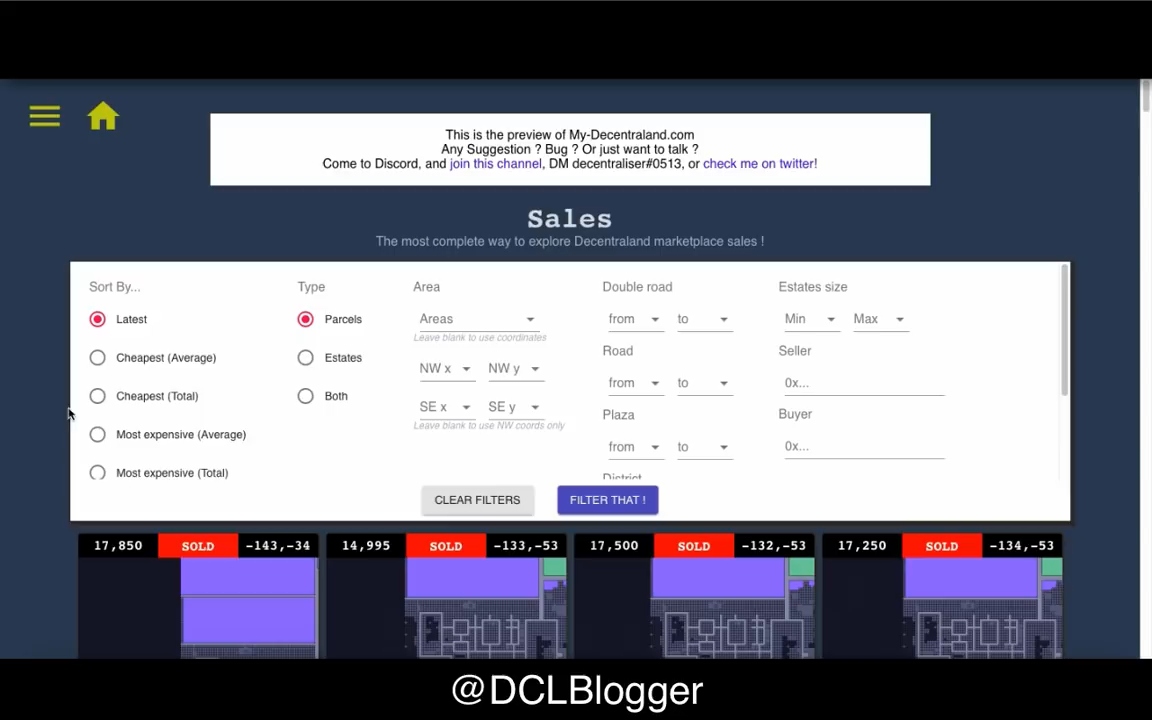 This is the preview of My-Decentraland.com
Any Suggestion ? Bug ? Or just want to talk ?
Come to Discord, and join this channel, DM decentraliser#0513, or check me on twitter!
Sales
The most complete way to explore Decentraland marketplace sales !
Sort By...
Latest
Cheapest (Average)
Cheapest (Total)
Most expensive (Average)
Most expensive (Total)
Type
Parcels
Estates
Both
Area
Areas
Leave blank to use coordinates
NW x NW y
SE x SE y
Leave blank to use NW coords only
Double road
from to
Road
from to
Plaza
from to
District
Estates size
Min Max
Seller
0x...
Buyer
0x...
CLEAR FILTERS FILTER THAT !
17,850 SOLD -143,-34 14,995 SOLD -133,-53 17,500 SOLD -132,-53 17,250 SOLD -134,-53
@DCLBlogger